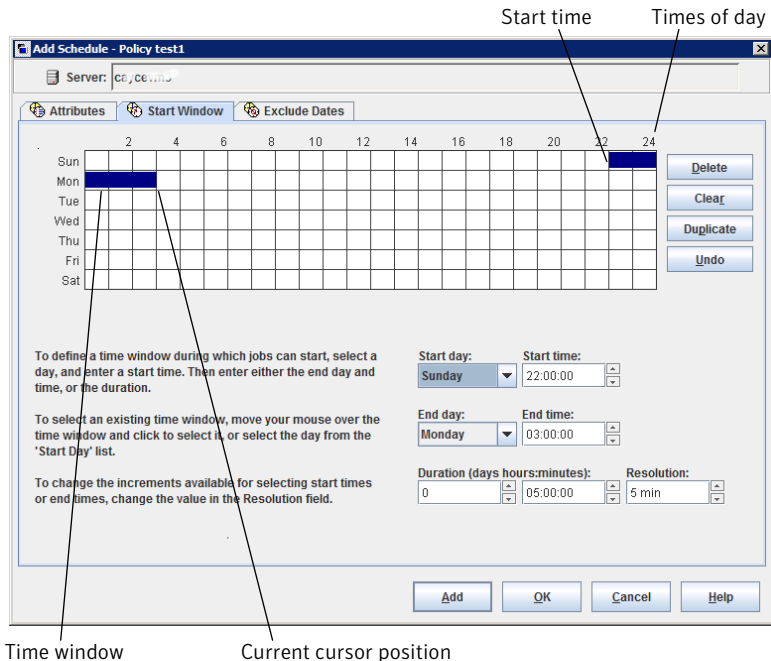 Start time Times of day
Add Schedule - Policy test1
Server:
Attributes Start Window Exclude Dates
2 4 6 8 10 12 14 16 18 20 22 24
Sun
Mon
Tue
Wed
Thu
Fri
Sat
Delete
Clear
Duplicate
Undo
To define a time window during which jobs can start, select a
day, and enter a start time. Then enter either the end day and
time, or the duration.
To select an existing time window, move your mouse over the
time window and click to select it, or select the day from the
'Start Day' list.
To change the increments available for selecting start times
or end times, change the value in the Resolution field.
Start day: Start time:
Sunday 22:00:00
End day: End time:
Monday 03:00:00
Duration (days hours:minutes): Resolution:
0 05:00:00 5 min
Add OK Cancel Help
Time window Current cursor position